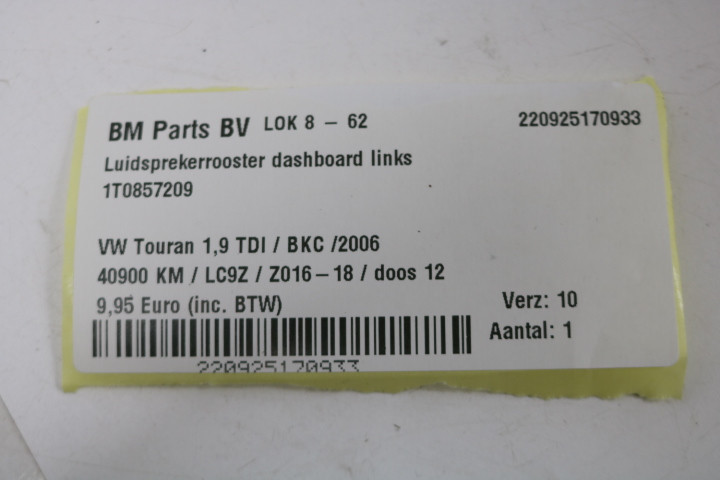 BM Parts BV LOK 8 - 62 220925170933
Luidsprekerrooster dashboard links
1T0857209
VW Touran 1,9 TDI / BKC /2006
40900 KM / LC9Z / Z016-18 / doos 12
9,95 Euro (inc. BTW) Verz: 10
Aantal: 1
220925170933